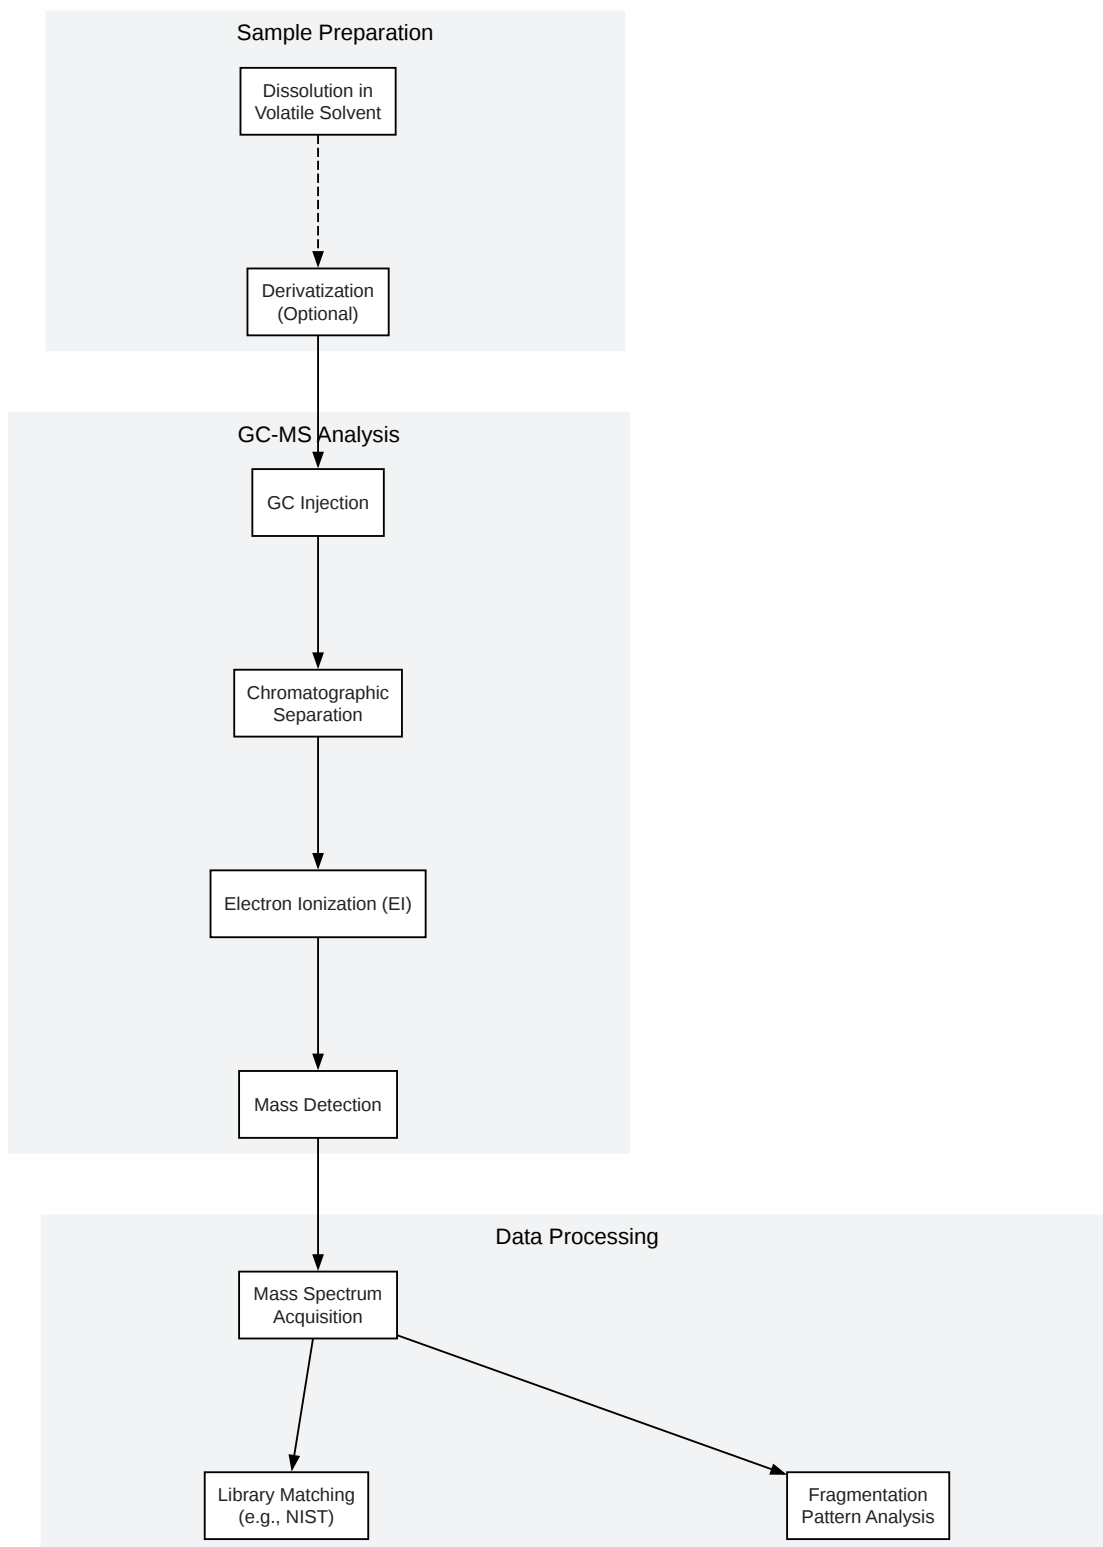 Sample Preparation
Dissolution in
Volatile Solvent
Derivatization
(Optional)
GC-MS Analysis
GC Injection
Chromatographic
Separation
Electron Ionization (EI)
Mass Detection
Data Processing
Mass Spectrum
Acquisition
Library Matching
(e.g., NIST)
Fragmentation
Pattern Analysis